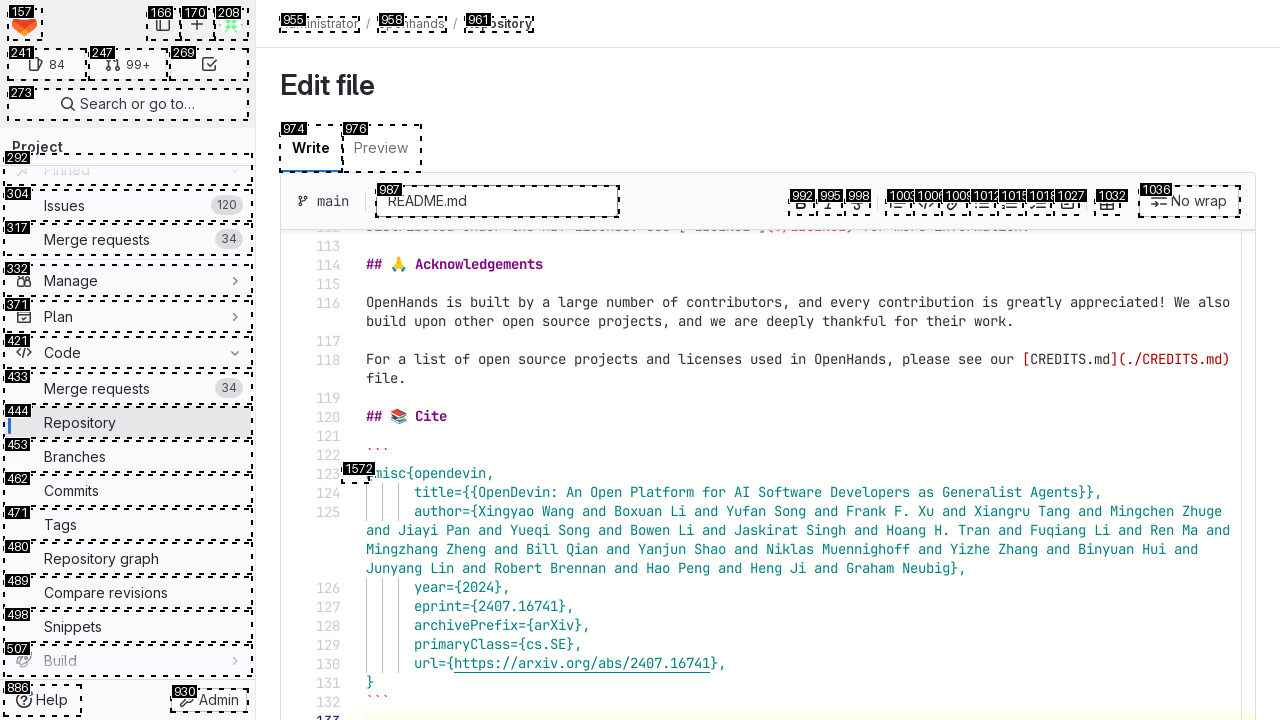 157
166
170
208
241
84
247
99+
269
273
Search or go to…
Project
292
Pinned
304
Issues
120
317
Merge requests
34
332
Manage
371
Plan
421
Code
433
Merge requests
34
444
Repository
453
Branches
462
Commits
471
Tags
480
Repository graph
489
Compare revisions
498
Snippets
507
Build
886
Help
930
Admin
955
Administrator
/
958
openhands
/
961
Repository
Edit file
974
Write
976
Preview
main
987
README.md
992
995
998
1003
1006
1009
1012
1015
1018
1027
1032
1036
No wrap
113
114
## 🙏 Acknowledgements
115
116
OpenHands is built by a large number of contributors, and every contribution is greatly appreciated! We also
build upon other open source projects, and we are deeply thankful for their work.
117
118
For a list of open source projects and licenses used in OpenHands, please see our [CREDITS.md](./CREDITS.md)
file.
119
120
## 📚 Cite
121
122
```
1572
123
@misc{opendevin,
124
title={{OpenDevin: An Open Platform for AI Software Developers as Generalist Agents}},
125
author={Xingyao Wang and Boxuan Li and Yufan Song and Frank F. Xu and Xiangru Tang and Mingchen Zhuge
and Jiayi Pan and Yueqi Song and Bowen Li and Jaskirat Singh and Hoang H. Tran and Fuqiang Li and Ren Ma and
Mingzhang Zheng and Bill Qian and Yanjun Shao and Niklas Muennighoff and Yizhe Zhang and Binyuan Hui and
Junyang Lin and Robert Brennan and Hao Peng and Heng Ji and Graham Neubig},
126
year={2024},
127
eprint={2407.16741},
128
archivePrefix={arXiv},
129
primaryClass={cs.SE},
130
url={https://arxiv.org/abs/2407.16741},
131
}
132
```
133